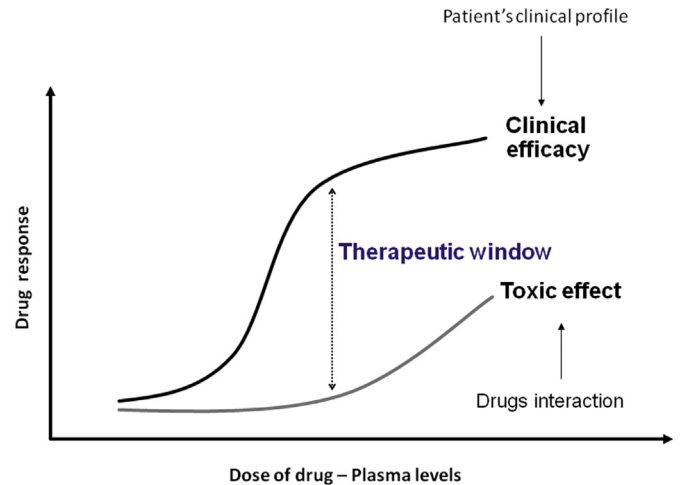 Patient's clinical profile
Clinical
efficacy
Therapeutic window
Toxic effect
Drugs interaction
Drug response
Dose of drug – Plasma levels